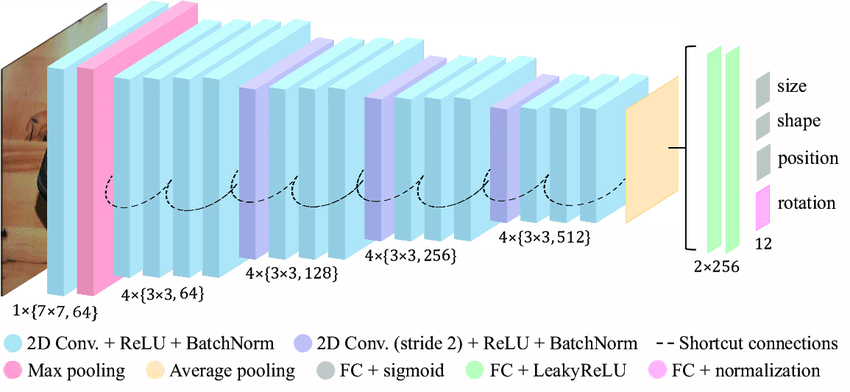 size
shape
position
rotation
12
2×256
4×{3×3, 512}
4×{3×3, 256}
4×{3×3, 128}
4×{3×3, 64}
1×{7×7, 64}
2D Conv. + ReLU + BatchNorm
2D Conv. (stride 2) + ReLU + BatchNorm
Shortcut connections
Max pooling
Average pooling
FC + sigmoid
FC + LeakyReLU
FC + normalization